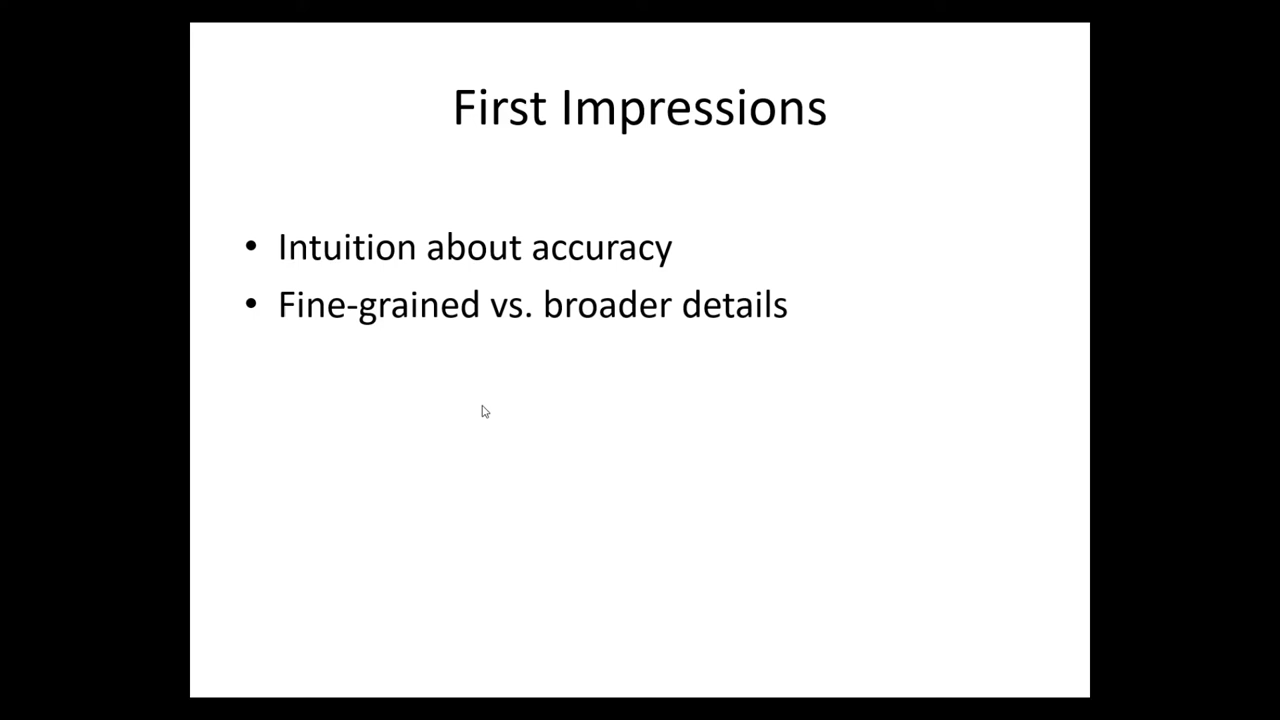 First Impressions
• Intuition about accuracy
• Fine-grained vs. broader details